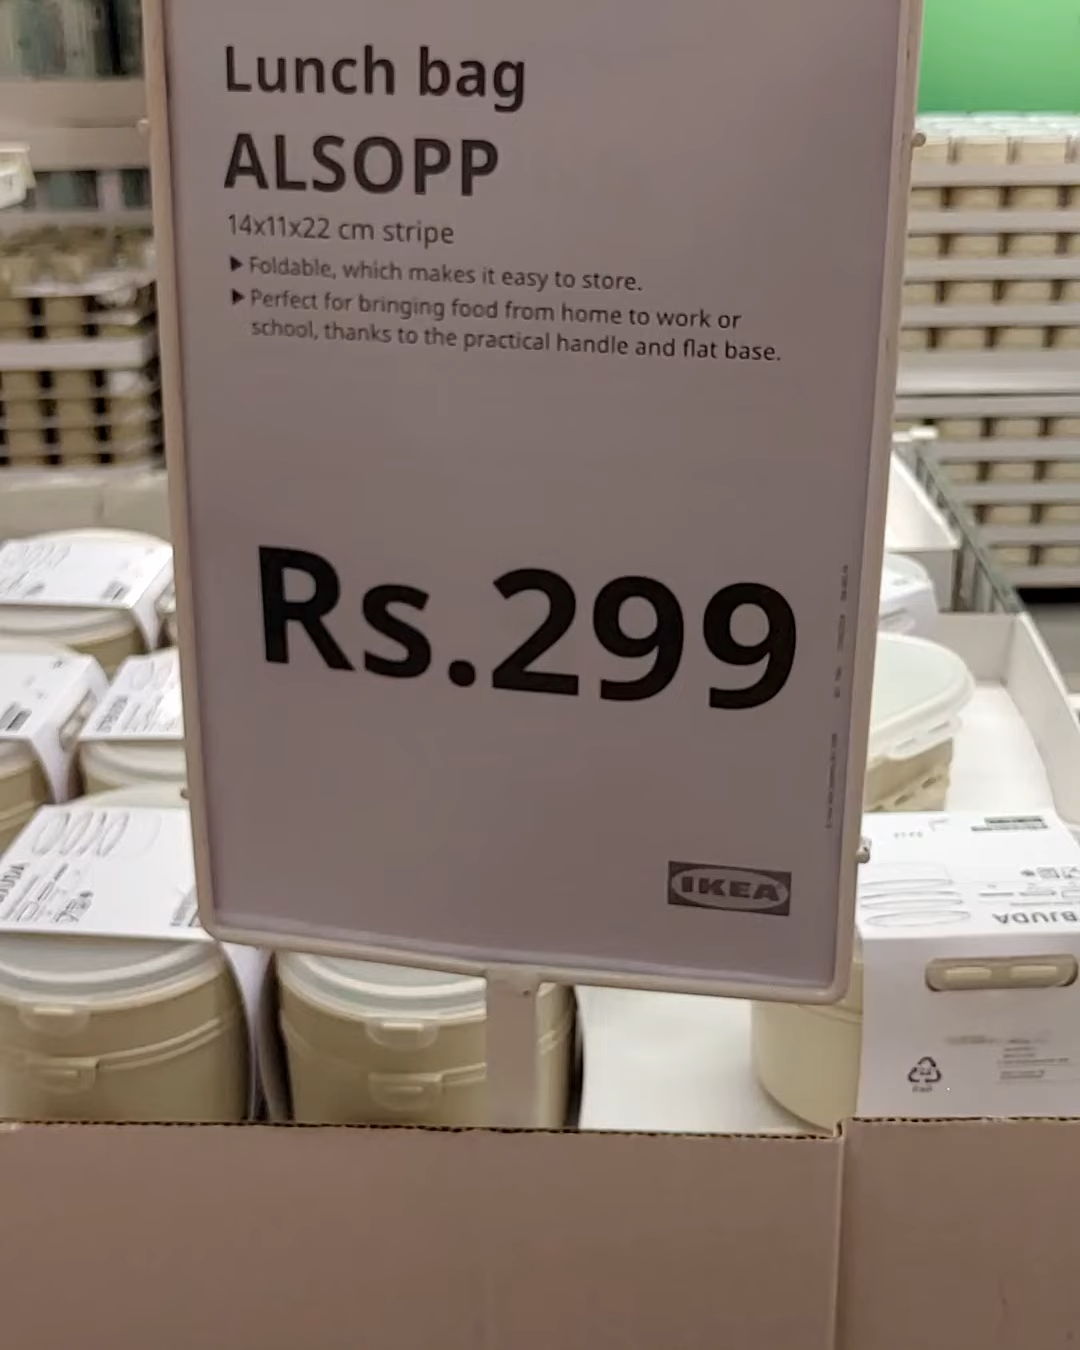 Lunch bag
ALSOPP
14x11x22 cm stripe
▶ Foldable, which makes it easy to store.
▶ Perfect for bringing food from home to work or
school, thanks to the practical handle and flat base.
Rs.299
IKEA
BJUDA